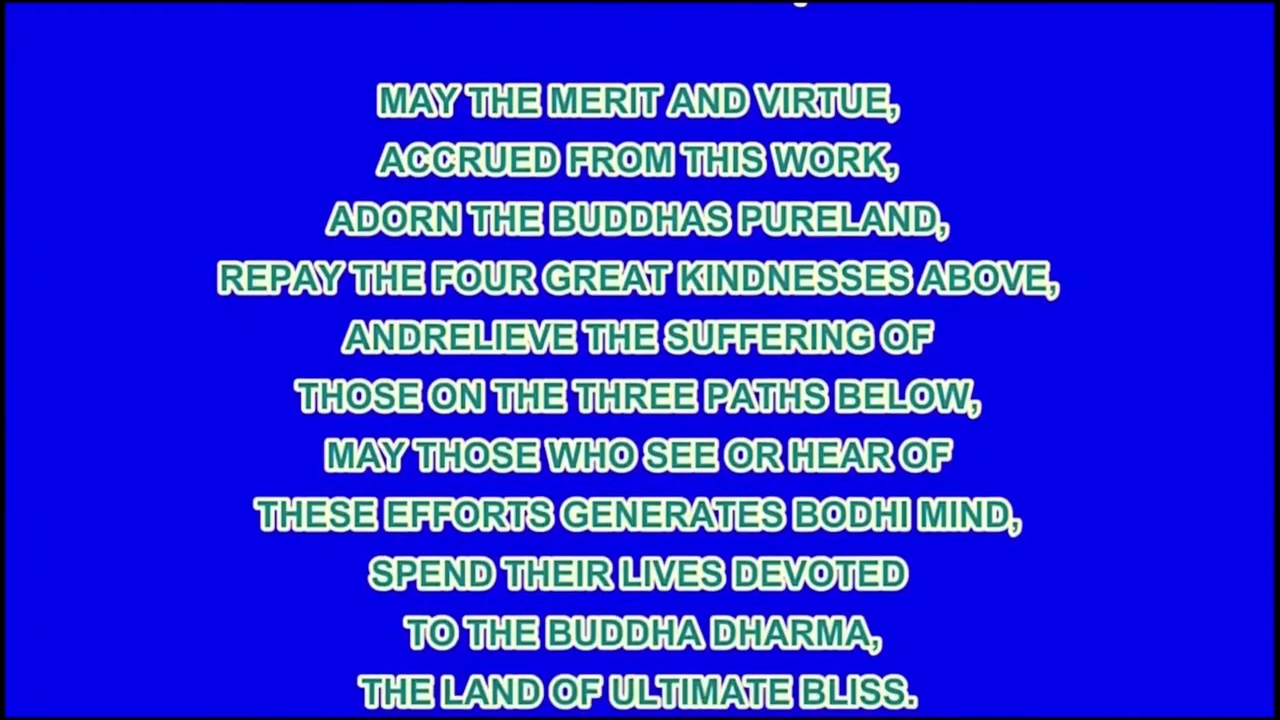 MAY THE MERIT AND VIRTUE,
ACCRUED FROM THIS WORK,
ADORN THE BUDDHAS PURELAND,
REPAY THE FOUR GREAT KINDNESSES ABOVE,
ANDRELIEVE THE SUFFERING OF
THOSE ON THE THREE PATHS BELOW,
MAY THOSE WHO SEE OR HEAR OF
THESE EFFORTS GENERATES BODHI MIND,
SPEND THEIR LIVES DEVOTED
TO THE BUDDHA DHARMA,
THE LAND OF ULTIMATE BLISS.